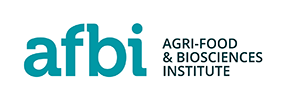 afbi
AGRI-FOOD
& BIOSCIENCES
INSTITUTE